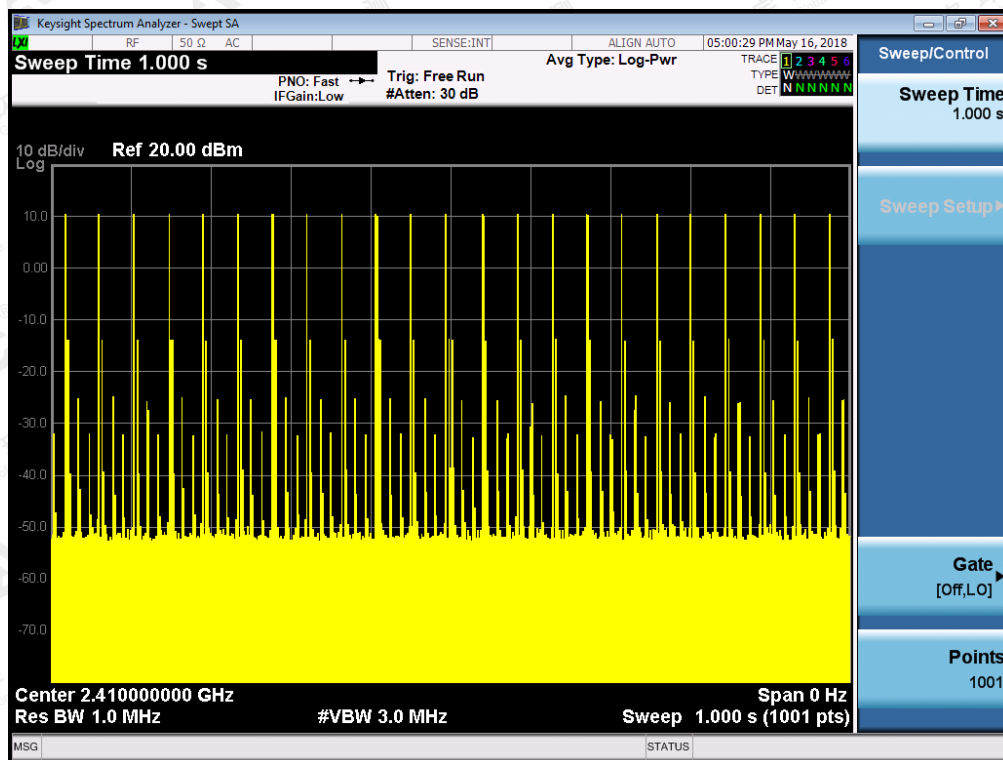 Keysight Spectrum Analyzer - Swept SA
LXI RF 50 Ω AC SENSE:INT ALIGN AUTO 05:00:29 PM May 16, 2018
Sweep Time 1.000 s
PNO: Fast
IFGain:Low
Trig: Free Run
#Atten: 30 dB
Avg Type: Log-Pwr
TRACE 1 2 3 4 5 6
TYPE WWWWWW
DET N N N N N N
10 dB/div Ref 20.00 dBm
Log
10.0
0.00
-10.0
-20.0
-30.0
-40.0
-50.0
-60.0
-70.0
Center 2.410000000 GHz Span 0 Hz
Res BW 1.0 MHz #VBW 3.0 MHz Sweep 1.000 s (1001 pts)
MSG STATUS
Sweep/Control
Sweep Time
1.000 s
Sweep Setup
Gate
[Off,LO]
Points
1001